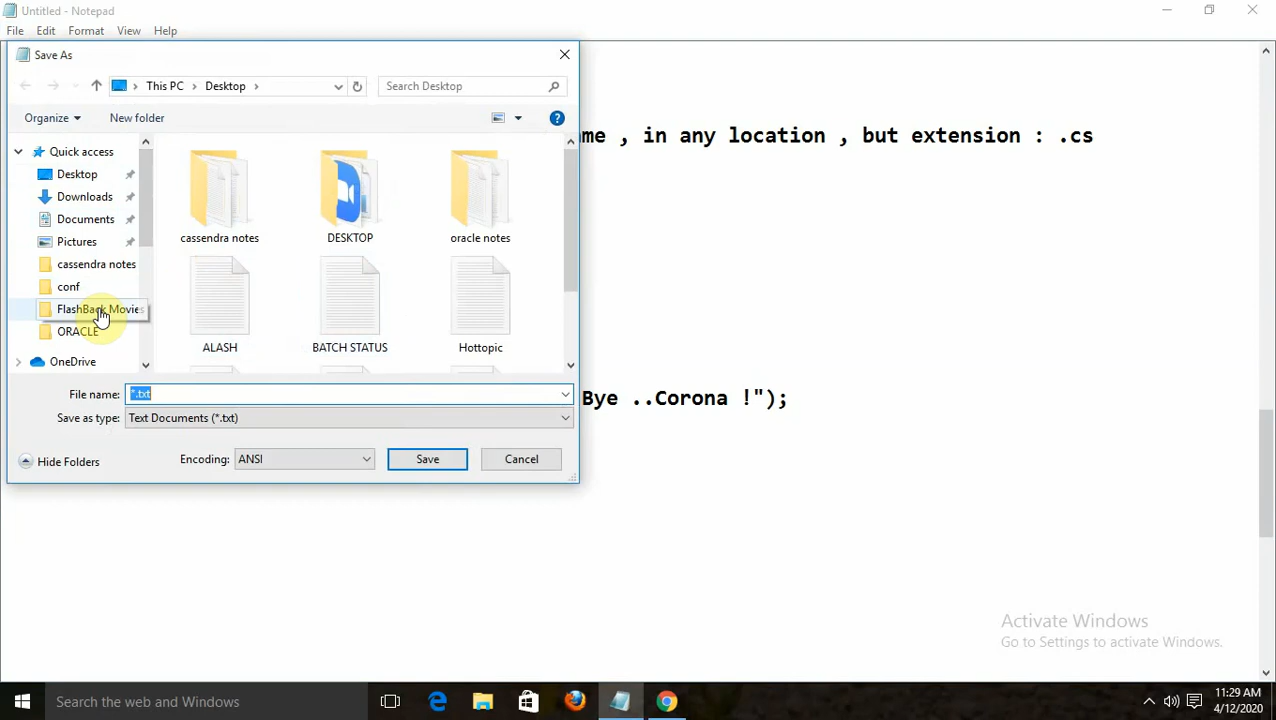 Untitled - Notepad
File Edit Format View Help
Save As
This PC Desktop
Search Desktop
Organize New folder
me , in any location , but extension : .cs
Quick access
Desktop
Downloads
Documents
Pictures
cassendra notes
conf
FlashBack Movies
ORACLE
OneDrive
cassendra notes DESKTOP oracle notes
ALASH BATCH STATUS Hottopic
File name: *.txt
Bye ..Corona !");
Save as type: Text Documents (*.txt)
Hide Folders Encoding: ANSI Save Cancel
Activate Windows
Go to Settings to activate Windows.
Search the web and Windows
11:29 AM
4/12/2020